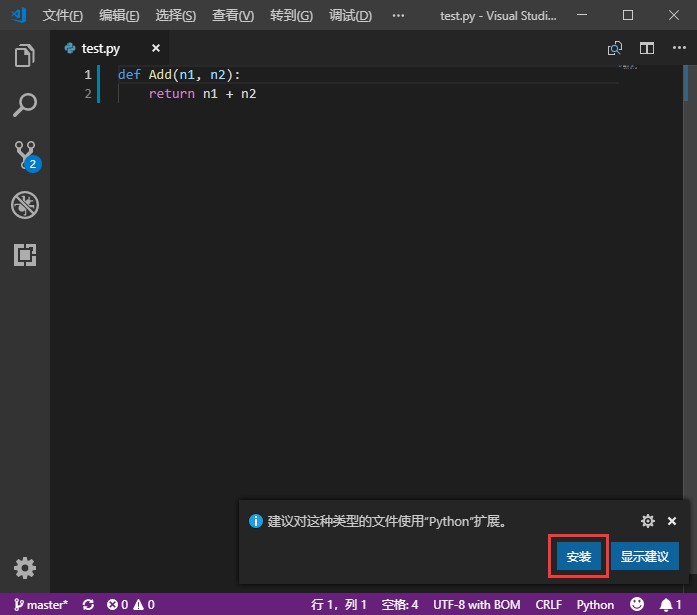 文件(F) 编辑(E) 选择(S) 查看(V) 转到(G) 调试(D) ··· test.py - Visual Studi...
test.py
1 def Add(n1, n2):
2 return n1 + n2
2
建议对这种类型的文件使用“Python”扩展。
安装 显示建议
master* 0 0 行 1，列 1 空格: 4 UTF-8 with BOM CRLF Python 1